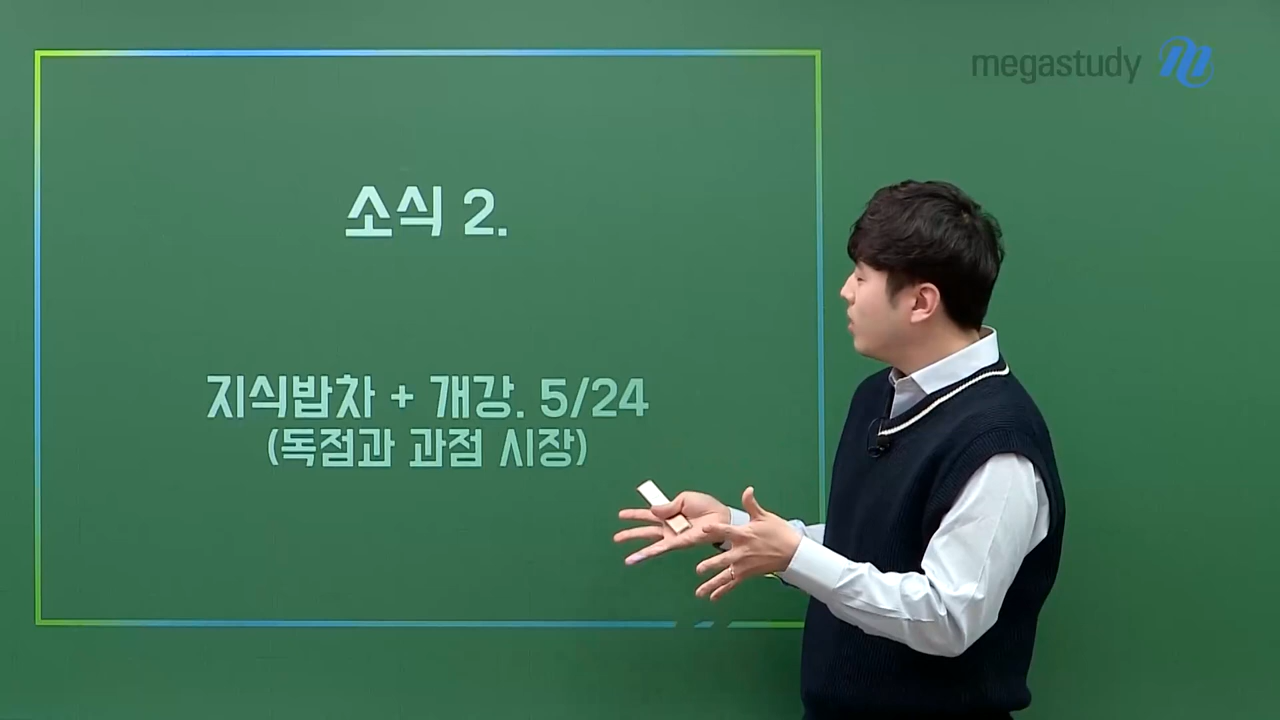 megastudy
소식 2.
지식밥차 + 개강. 5/24
(독점과 과점 시장)